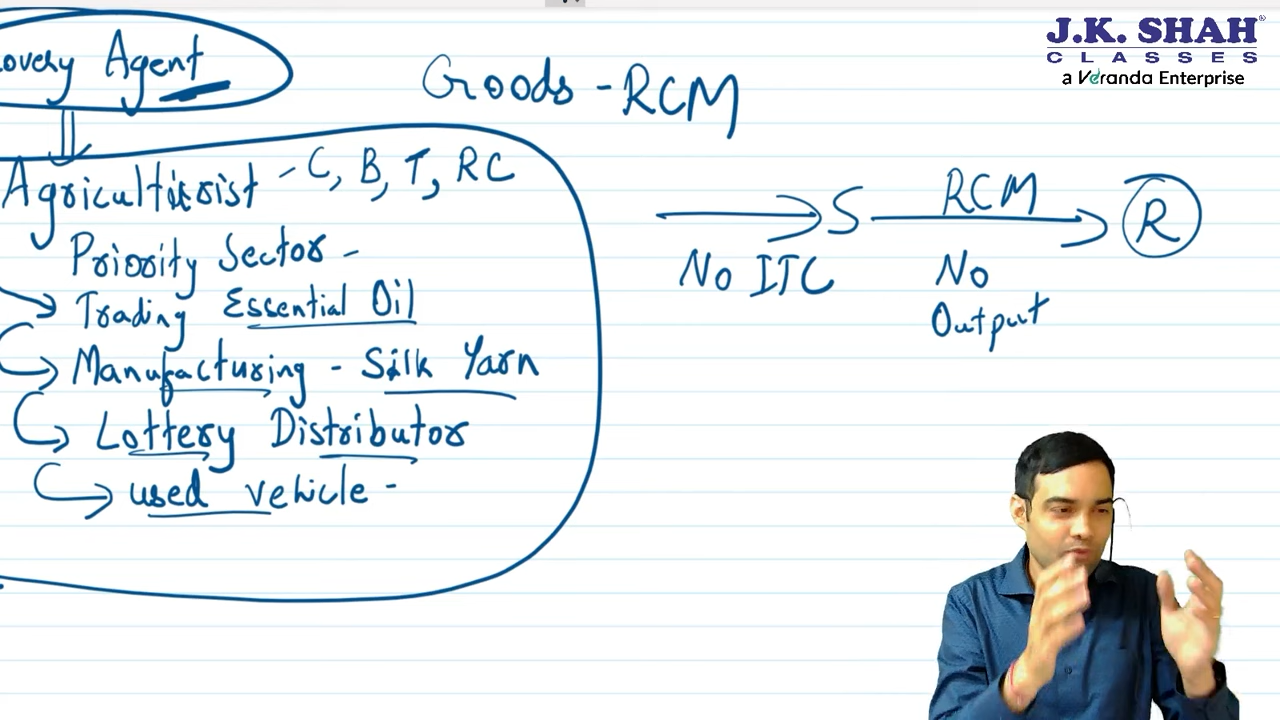 J.K. SHAH®
CLASSES
a Veranda Enterprise
overy Agent
Goods - RCM
Agriculturist - C, B, T, RC
Priority Sector -
Trading Essential Oil
Manufacturing - Silk Yarn
Lottery Distributor
used vehicle -
S RCM R
No ITC No
Output